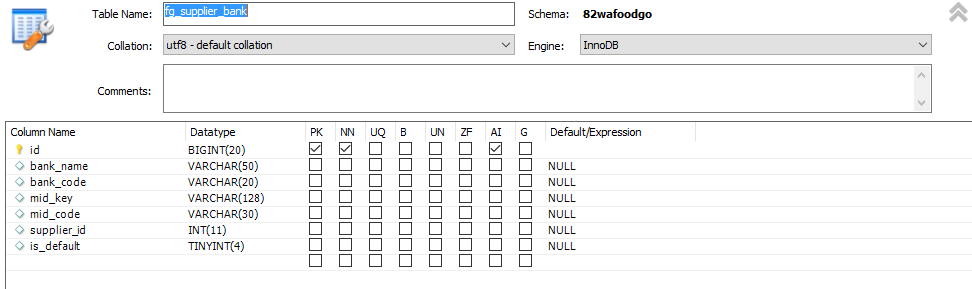 Table Name: fg_supplier_bank Schema: 82wafoodgo
Collation: utf8 - default collation Engine: InnoDB
Comments:
Column Name Datatype PK NN UQ B UN ZF AI G Default/Expression
id BIGINT(20)
bank_name VARCHAR(50) NULL
bank_code VARCHAR(20) NULL
mid_key VARCHAR(128) NULL
mid_code VARCHAR(30) NULL
supplier_id INT(11) NULL
is_default TINYINT(4) NULL